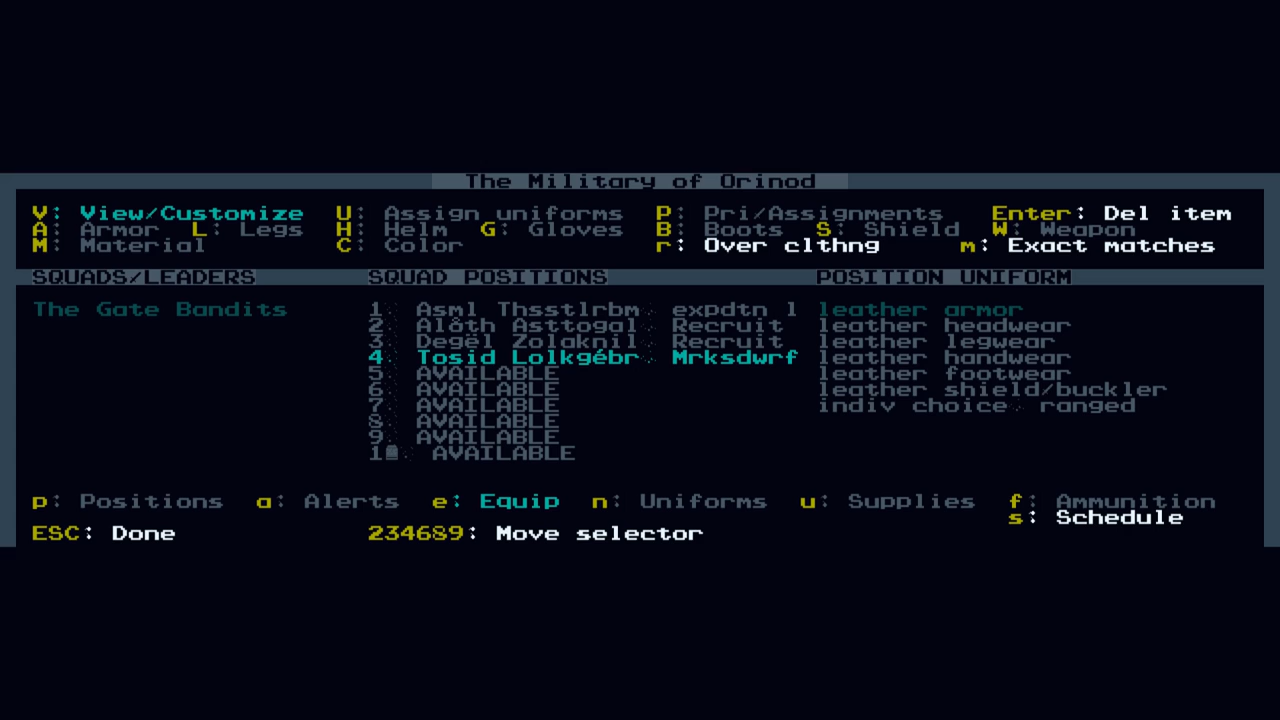 The Military of Orinod
V: View/Customize U: Assign uniforms P: Pri/Assignments Enter: Del item
A: Armor L: Legs H: Helm G: Gloves B: Boots S: Shield W: Weapon
M: Material C: Color r: Over clthng m: Exact matches
SQUADS/LEADERS SQUAD POSITIONS POSITION UNIFORM
The Gate Bandits 1 Asml Thsstlrbm expdtn l leather armor
2 Alåth Asttogal Recruit leather headwear
3 Degël Zolaknil Recruit leather legwear
4 Tosid Lolkgébr Mrksdwrf leather handwear
5 AVAILABLE leather footwear
6 AVAILABLE leather shield/buckler
7 AVAILABLE indiv choice ranged
8 AVAILABLE
9 AVAILABLE
10 AVAILABLE
p: Positions a: Alerts e: Equip n: Uniforms u: Supplies f: Ammunition
s: Schedule
ESC: Done 234689: Move selector